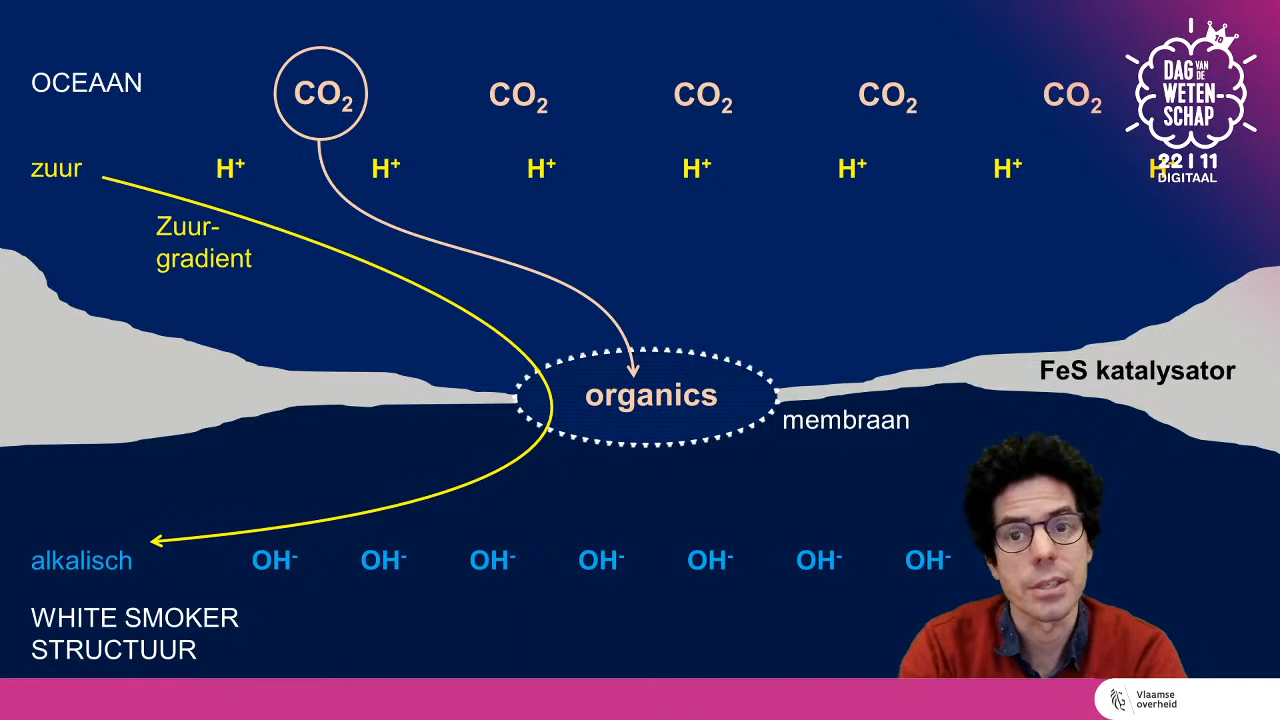 OCEAAN
CO2 CO2 CO2 CO2 CO2
zuur H+ H+ H+ H+ H+ H+ H+
Zuur-
gradient
organics
FeS katalysator
membraan
alkalisch OH- OH- OH- OH- OH- OH- OH-
WHITE SMOKER
STRUCTUUR
10
DAG VAN DE
WETEN-
SCHAP
22 | 11
DIGITAAL
Vlaamse
overheid